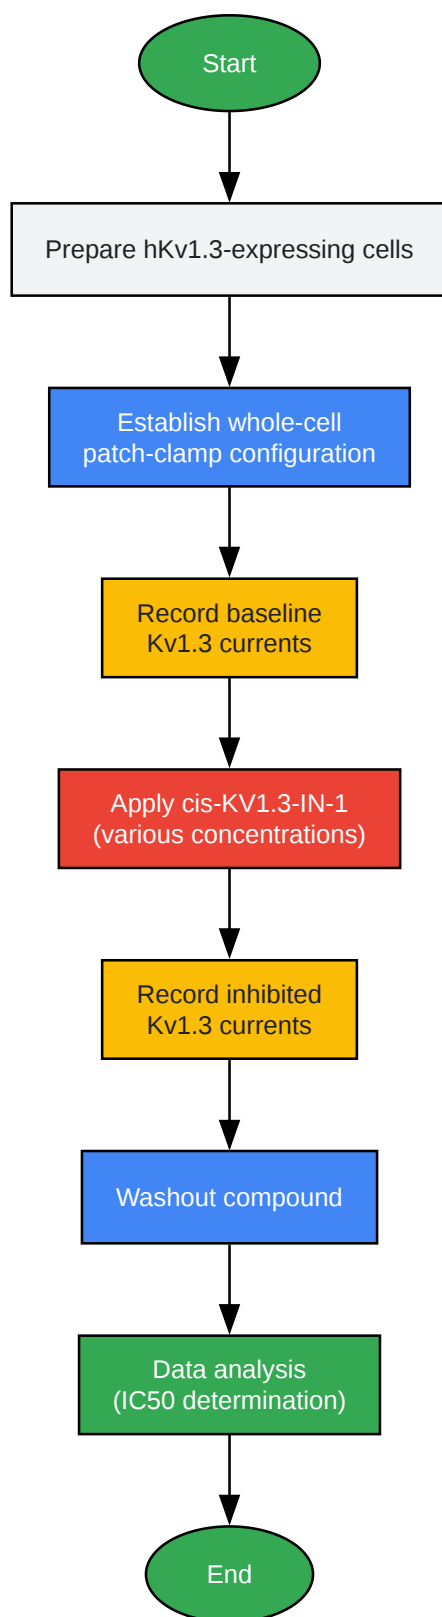 Start
Prepare hKv1.3-expressing cells
Establish whole-cell
patch-clamp configuration
Record baseline
Kv1.3 currents
Apply cis-KV1.3-IN-1
(various concentrations)
Record inhibited
Kv1.3 currents
Washout compound
Data analysis
(IC50 determination)
End